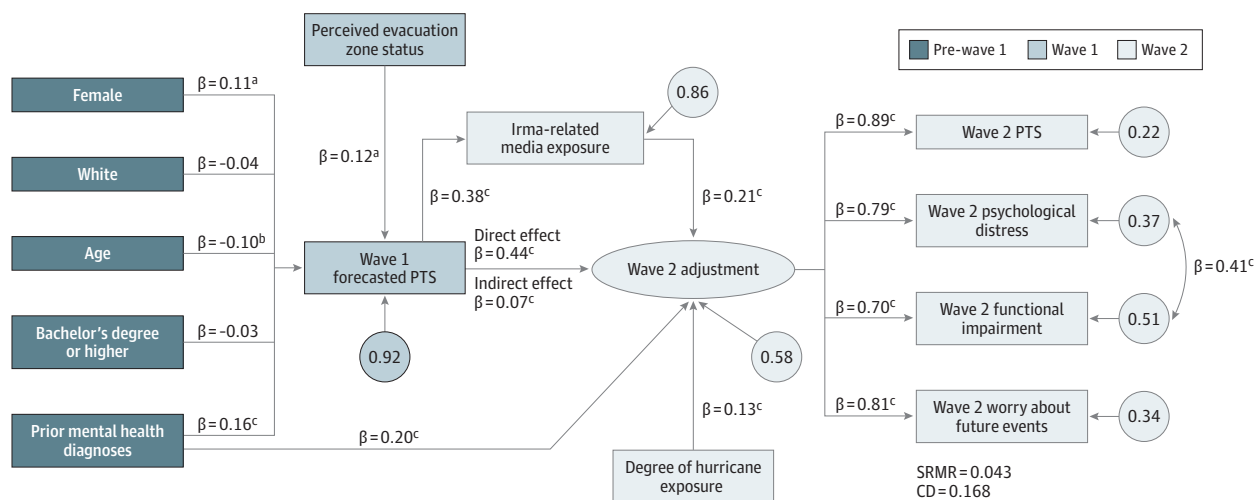 Perceived evacuation
zone status
Pre-wave 1
Wave 1
Wave 2
Female
β=0.11ᵃ
White
β=-0.04
Age
β=-0.10ᵇ
Bachelor's degree
or higher
β=-0.03
Prior mental health
diagnoses
β=0.16ᶜ
β=0.20ᶜ
β=0.12ᵃ
Wave 1
forecasted PTS
0.92
β=0.38ᶜ
Irma-related
media exposure
0.86
Direct effect
β=0.44ᶜ
Indirect effect
β=0.07ᶜ
β=0.21ᶜ
Wave 2 adjustment
0.58
β=0.13ᶜ
Degree of hurricane
exposure
β=0.89ᶜ
Wave 2 PTS
0.22
β=0.79ᶜ
Wave 2 psychological
distress
0.37
β=0.41ᶜ
β=0.70ᶜ
Wave 2 functional
impairment
0.51
β=0.81ᶜ
Wave 2 worry about
future events
0.34
SRMR=0.043
CD=0.168